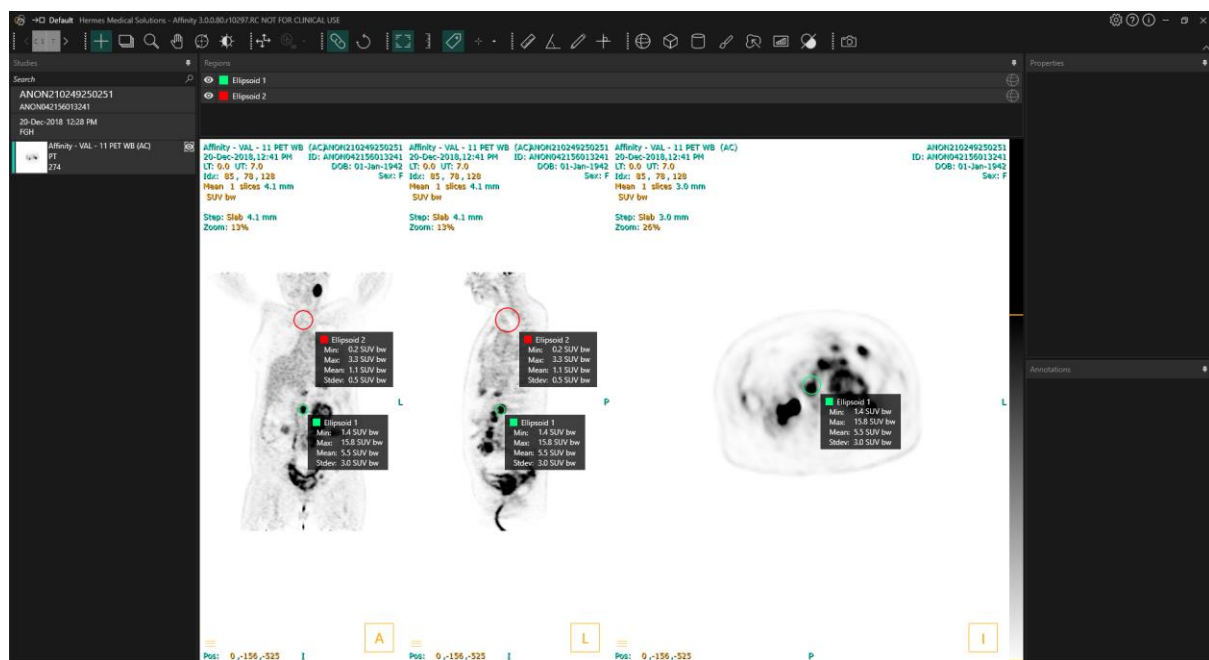 Default Hermes Medical Solutions - Affinity 3.0.0.80.r10297.RC NOT FOR CLINICAL USE
Studies
Regions
Properties
Search
Ellipsoid 1
Ellipsoid 2
ANON210249250251
ANON042156013241
20-Dec-2018 12:28 PM
FGH
Affinity - VAL - 11 PET WB (AC)
PT
274
Affinity - VAL - 11 PET WB (AC)
ANON210249250251
20-Dec-2018,12:41 PM
ID: ANON042156013241
LT: 0.0 UT: 7.0
DOB: 01-Jan-1942
Idx: 85, 78, 128
Sex: F
Mean 1 slices 4.1 mm
SUV bw
Step: Slab 4.1 mm
Zoom: 13%
Ellipsoid 2
Min: 0.2 SUV bw
Max: 3.3 SUV bw
Mean: 1.1 SUV bw
Stdev: 0.5 SUV bw
L
Ellipsoid 1
Min: 1.4 SUV bw
Max: 15.8 SUV bw
Mean: 5.5 SUV bw
Stdev: 3.0 SUV bw
A
Pos: 0,-156,-525
I
Affinity - VAL - 11 PET WB (AC)
ANON210249250251
20-Dec-2018,12:41 PM
ID: ANON042156013241
LT: 0.0 UT: 7.0
DOB: 01-Jan-1942
Idx: 85, 78, 128
Sex: F
Mean 1 slices 4.1 mm
SUV bw
Step: Slab 4.1 mm
Zoom: 13%
Ellipsoid 2
Min: 0.2 SUV bw
Max: 3.3 SUV bw
Mean: 1.1 SUV bw
Stdev: 0.5 SUV bw
P
Ellipsoid 1
Min: 1.4 SUV bw
Max: 15.8 SUV bw
Mean: 5.5 SUV bw
Stdev: 3.0 SUV bw
L
Pos: 0,-156,-525
I
Affinity - VAL - 11 PET WB (AC)
ANON210249250251
20-Dec-2018,12:41 PM
ID: ANON042156013241
LT: 0.0 UT: 7.0
DOB: 01-Jan-1942
Idx: 85, 78, 128
Sex: F
Mean 1 slices 3.0 mm
SUV bw
Step: Slab 3.0 mm
Zoom: 26%
L
Ellipsoid 1
Min: 1.4 SUV bw
Max: 15.8 SUV bw
Mean: 5.5 SUV bw
Stdev: 3.0 SUV bw
I
Pos: 0,-156,-525
P
Annotations